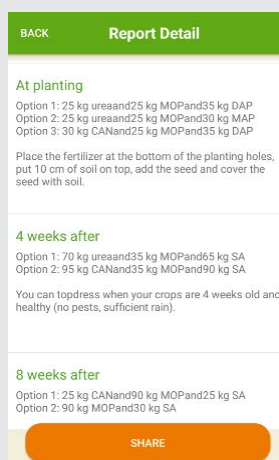 BACK
Report Detail
At planting
Option 1: 25 kg ureaand25 kg MOPand35 kg DAP
Option 2: 25 kg ureaand25 kg MOPand30 kg MAP
Option 3: 30 kg CANand25 kg MOPand35 kg DAP
Place the fertilizer at the bottom of the planting holes,
put 10 cm of soil on top, add the seed and cover the
seed with soil.
4 weeks after
Option 1: 70 kg ureaand35 kg MOPand65 kg SA
Option 2: 95 kg CANand35 kg MOPand90 kg SA
You can topdress when your crops are 4 weeks old and
healthy (no pests, sufficient rain).
8 weeks after
Option 1: 25 kg CANand90 kg MOPand25 kg SA
Option 2: 90 kg MOPand30 kg SA
SHARE